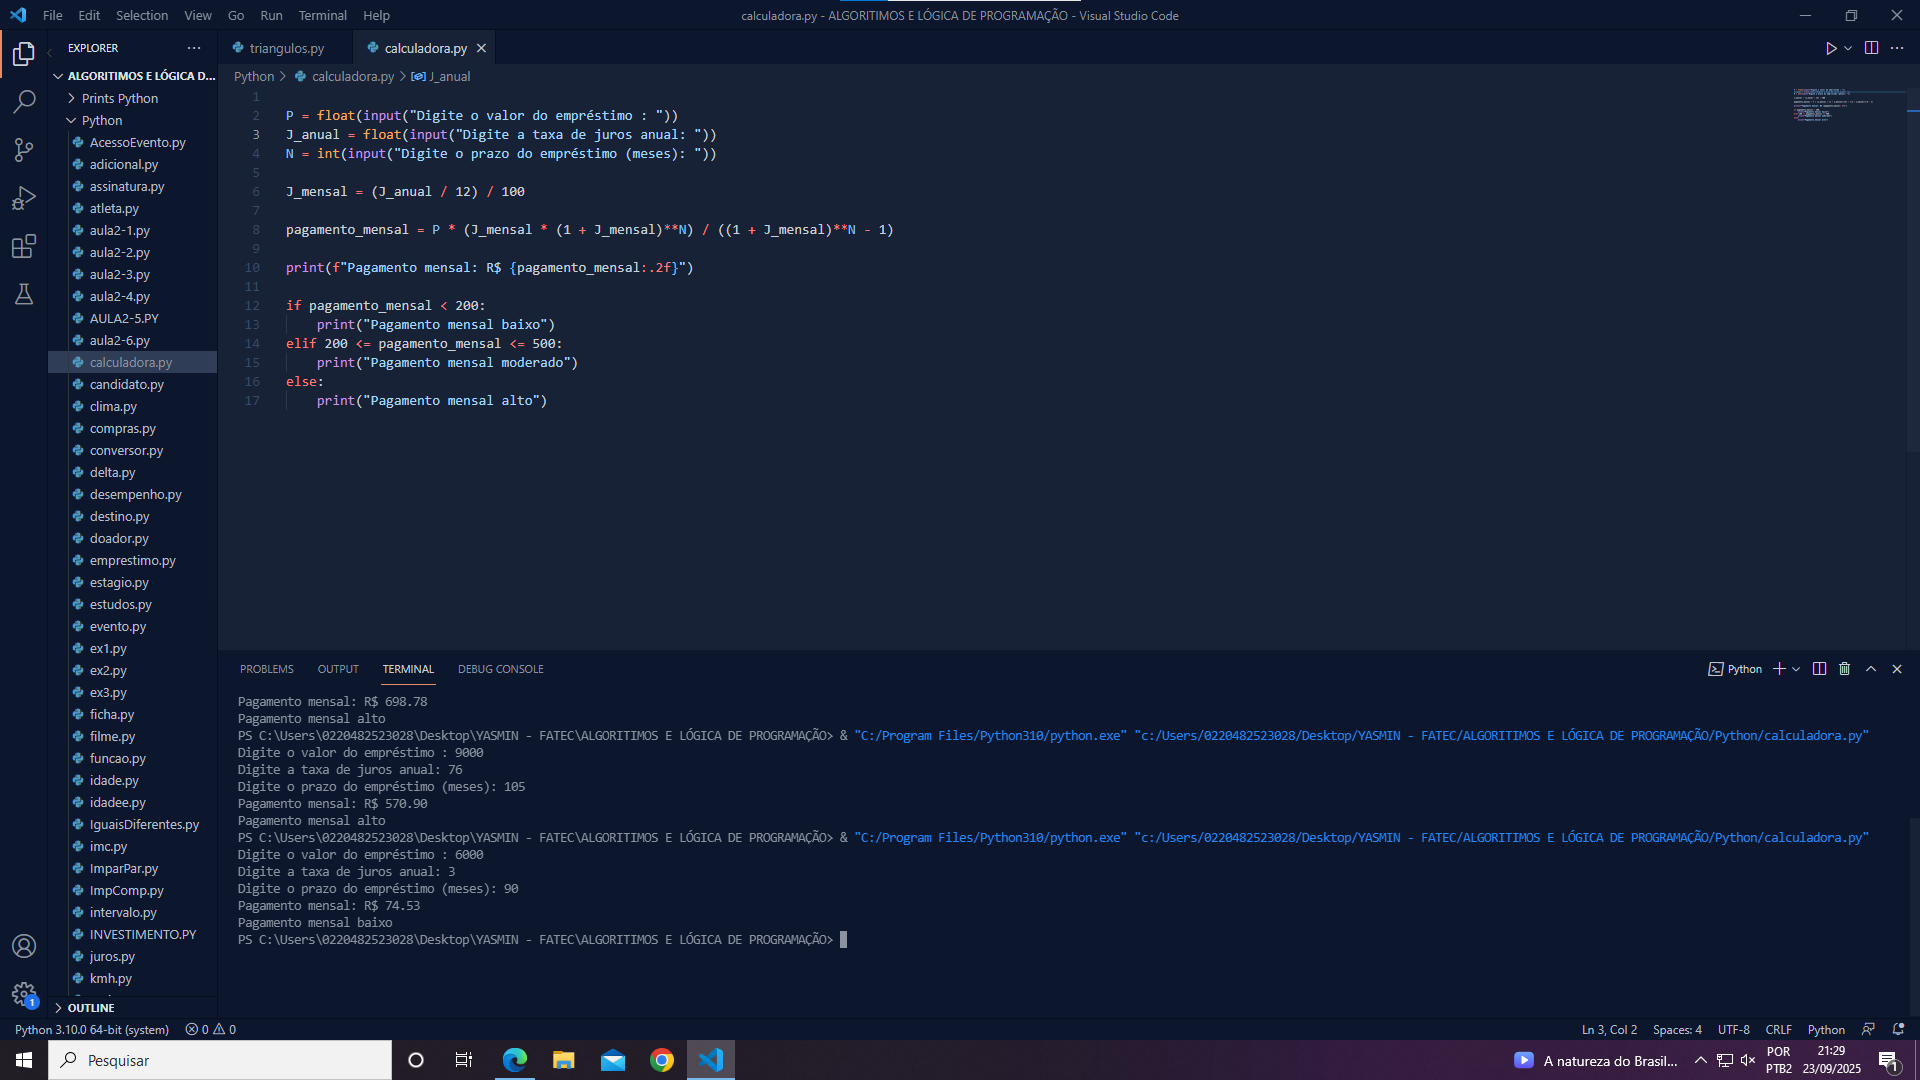 File Edit Selection View Go Run Terminal Help
calculadora.py - ALGORITIMOS E LÓGICA DE PROGRAMAÇÃO - Visual Studio Code
EXPLORER
ALGORITIMOS E LÓGICA D...
Prints Python
Python
AcessoEvento.py
adicional.py
assinatura.py
atleta.py
aula2-1.py
aula2-2.py
aula2-3.py
aula2-4.py
AULA2-5.PY
aula2-6.py
calculadora.py
candidato.py
clima.py
compras.py
conversor.py
delta.py
desempenho.py
destino.py
doador.py
emprestimo.py
estagio.py
estudos.py
evento.py
ex1.py
ex2.py
ex3.py
ficha.py
filme.py
funcao.py
idade.py
idadee.py
IguaisDiferentes.py
imc.py
ImparPar.py
ImpComp.py
intervalo.py
INVESTIMENTO.PY
juros.py
kmh.py
OUTLINE
triangulos.py calculadora.py
Python > calculadora.py > J_anual
1
2 P = float(input("Digite o valor do empréstimo : "))
3 J_anual = float(input("Digite a taxa de juros anual: "))
4 N = int(input("Digite o prazo do empréstimo (meses): "))
5
6 J_mensal = (J_anual / 12) / 100
7
8 pagamento_mensal = P * (J_mensal * (1 + J_mensal)**N) / ((1 + J_mensal)**N - 1)
9
10 print(f"Pagamento mensal: R$ {pagamento_mensal:.2f}")
11
12 if pagamento_mensal < 200:
13 print("Pagamento mensal baixo")
14 elif 200 <= pagamento_mensal <= 500:
15 print("Pagamento mensal moderado")
16 else:
17 print("Pagamento mensal alto")
PROBLEMS OUTPUT TERMINAL DEBUG CONSOLE
Python
Pagamento mensal: R$ 698.78
Pagamento mensal alto
PS C:\Users\0220482523028\Desktop\YASMIN - FATEC\ALGORITIMOS E LÓGICA DE PROGRAMAÇÃO> & "C:/Program Files/Python310/python.exe" "c:/Users/0220482523028/Desktop/YASMIN - FATEC/ALGORITIMOS E LÓGICA DE PROGRAMAÇÃO/Python/calculadora.py"
Digite o valor do empréstimo : 9000
Digite a taxa de juros anual: 76
Digite o prazo do empréstimo (meses): 105
Pagamento mensal: R$ 570.90
Pagamento mensal alto
PS C:\Users\0220482523028\Desktop\YASMIN - FATEC\ALGORITIMOS E LÓGICA DE PROGRAMAÇÃO> & "C:/Program Files/Python310/python.exe" "c:/Users/0220482523028/Desktop/YASMIN - FATEC/ALGORITIMOS E LÓGICA DE PROGRAMAÇÃO/Python/calculadora.py"
Digite o valor do empréstimo : 6000
Digite a taxa de juros anual: 3
Digite o prazo do empréstimo (meses): 90
Pagamento mensal: R$ 74.53
Pagamento mensal baixo
PS C:\Users\0220482523028\Desktop\YASMIN - FATEC\ALGORITIMOS E LÓGICA DE PROGRAMAÇÃO>
1
Python 3.10.0 64-bit (system) 0 0
Ln 3, Col 2 Spaces: 4 UTF-8 CRLF Python
Pesquisar
A natureza do Brasil...
POR
PTB2
21:29
23/09/2025
1